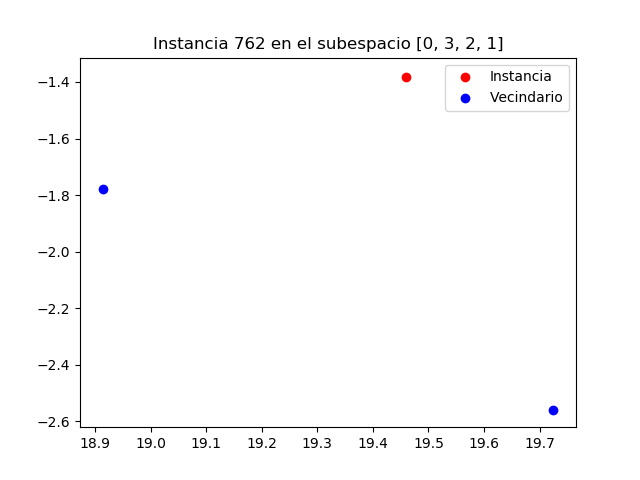 Instancia 762 en el subespacio [0, 3, 2, 1]
Instancia
Vecindario
−1.4
−1.6
−1.8
−2.0
−2.2
−2.4
−2.6
18.9 19.0 19.1 19.2 19.3 19.4 19.5 19.6 19.7